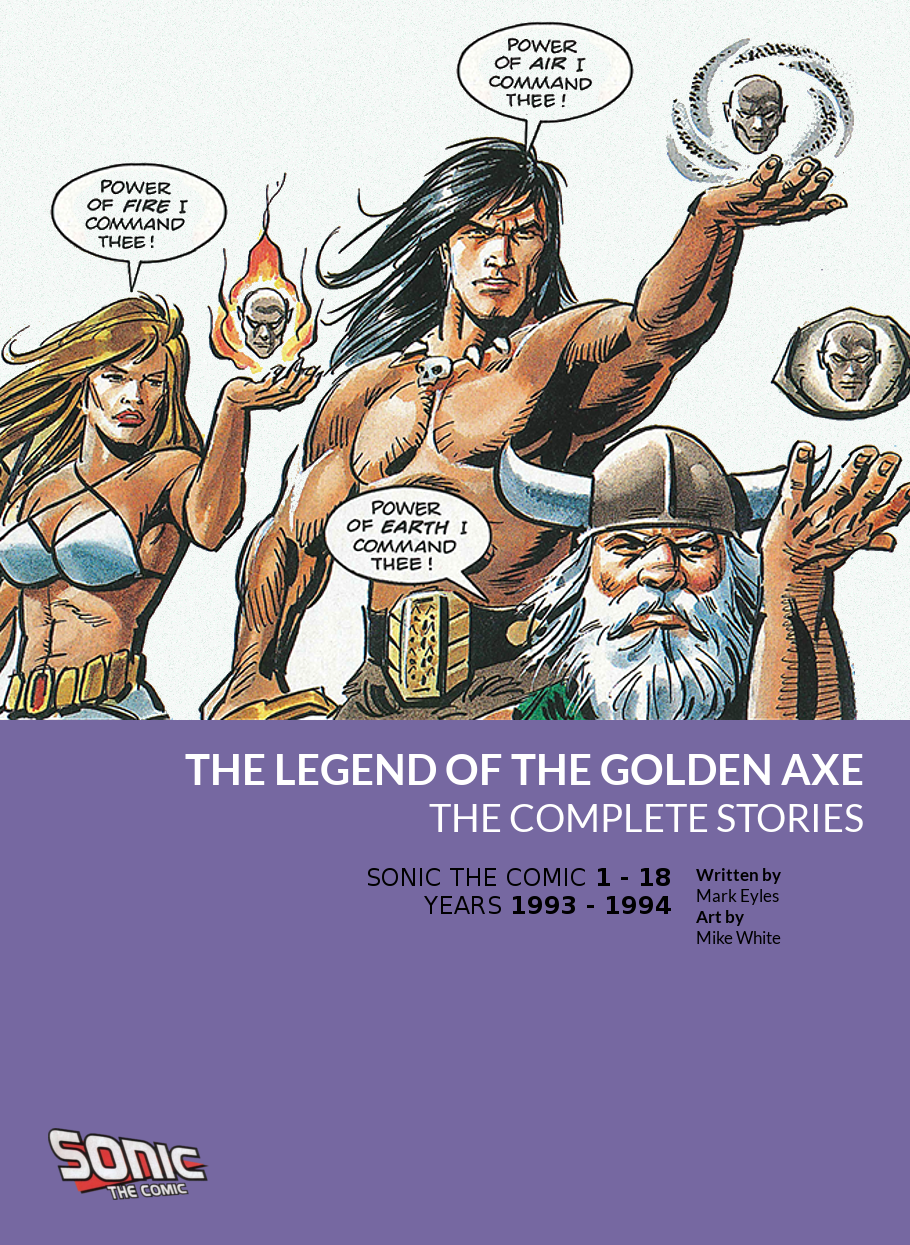 POWER
OF AIR I
COMMAND
THEE!
POWER
OF FIRE I
COMMAND
THEE!
POWER
OF EARTH I
COMMAND
THEE!
THE LEGEND OF THE GOLDEN AXE
THE COMPLETE STORIES
SONIC THE COMIC 1 - 18
YEARS 1993 - 1994
Written by
Mark Eyles
Art by
Mike White
SONIC
THE COMIC